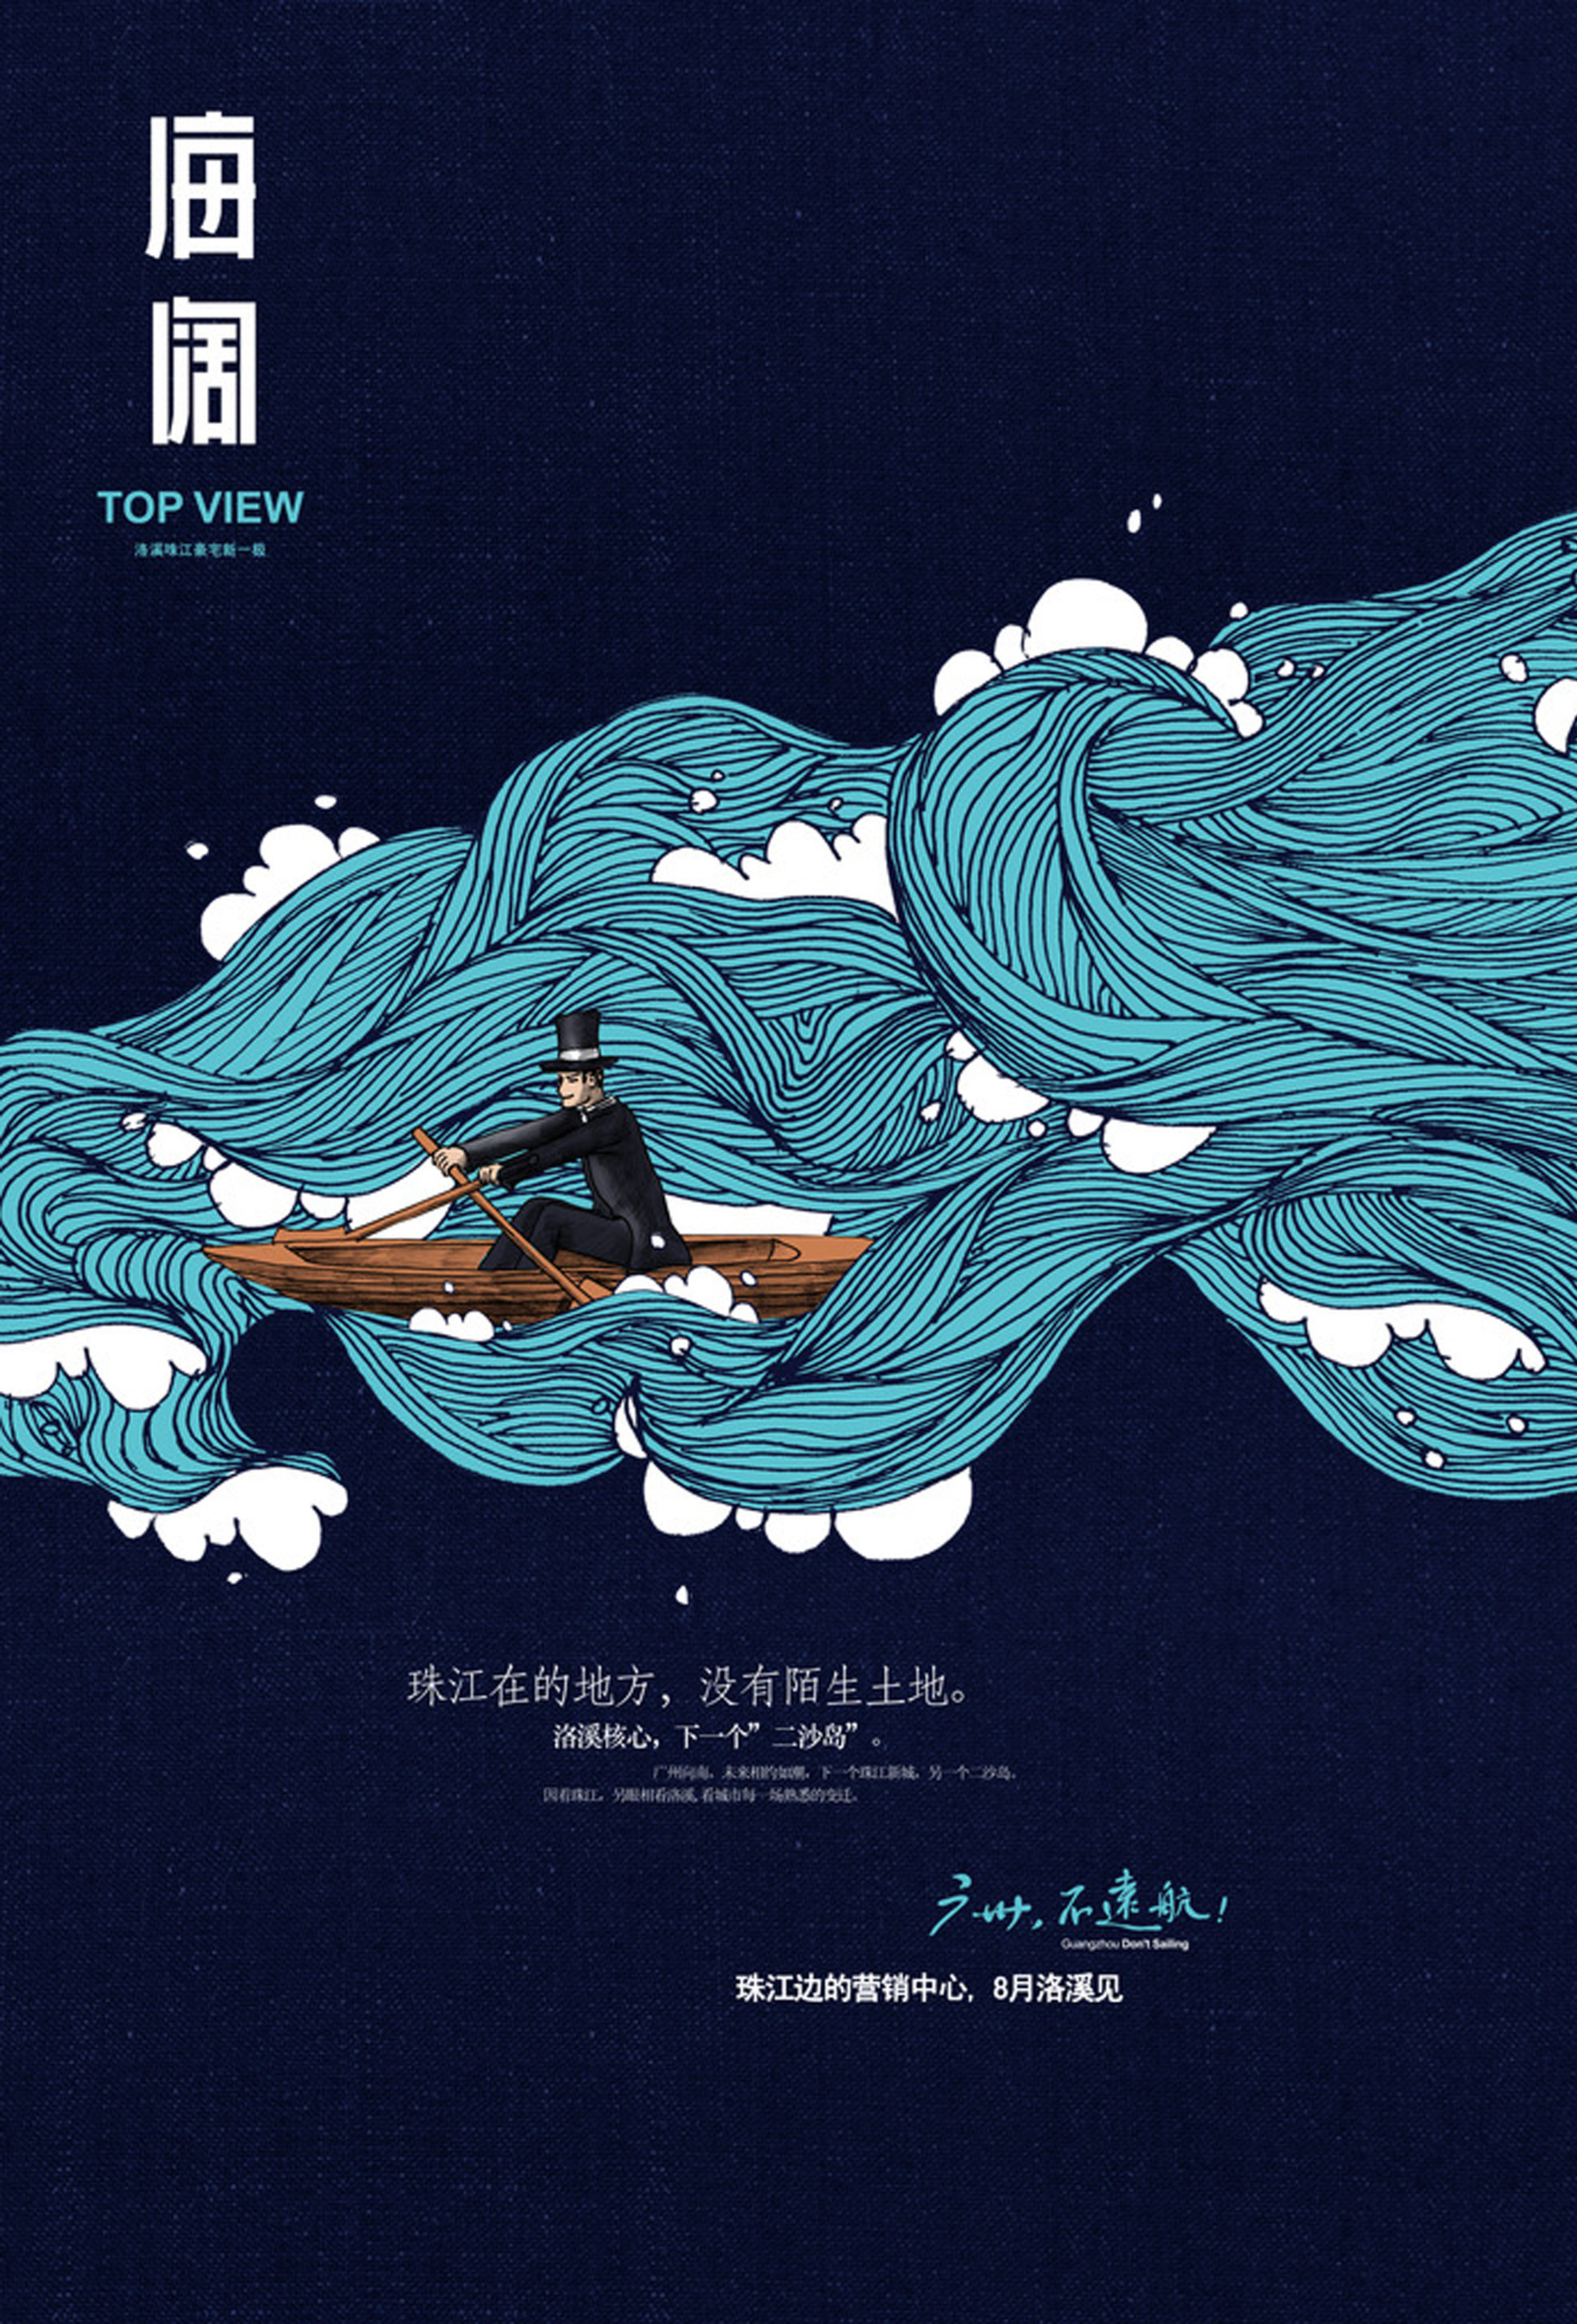 海阔
TOP VIEW
洛溪珠江豪宅新一极
珠江在的地方，没有陌生土地。
洛溪核心，下一个”二沙岛”。
广州向南，未来相约如潮，下一个珠江新城，另一个二沙岛。
因看珠江，另眼相看洛溪,看城市每一场熟悉的变迁。
广州，不遠航！
Guangzhou Don't Sailing
珠江边的营销中心，8月洛溪见